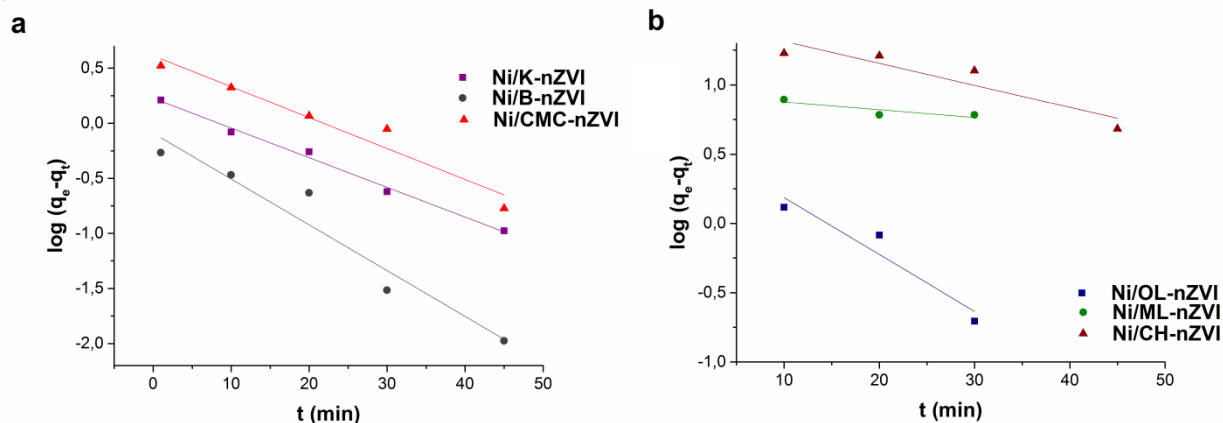 a
log (qe-qt)
0,5
0,0
-0,5
-1,0
-1,5
-2,0
0 10 20 30 40 50
t (min)
Ni/K-nZVI
Ni/B-nZVI
Ni/CMC-nZVI
b
log (qe-qt)
1,0
0,5
0,0
-0,5
-1,0
10 20 30 40 50
t (min)
Ni/OL-nZVI
Ni/ML-nZVI
Ni/CH-nZVI